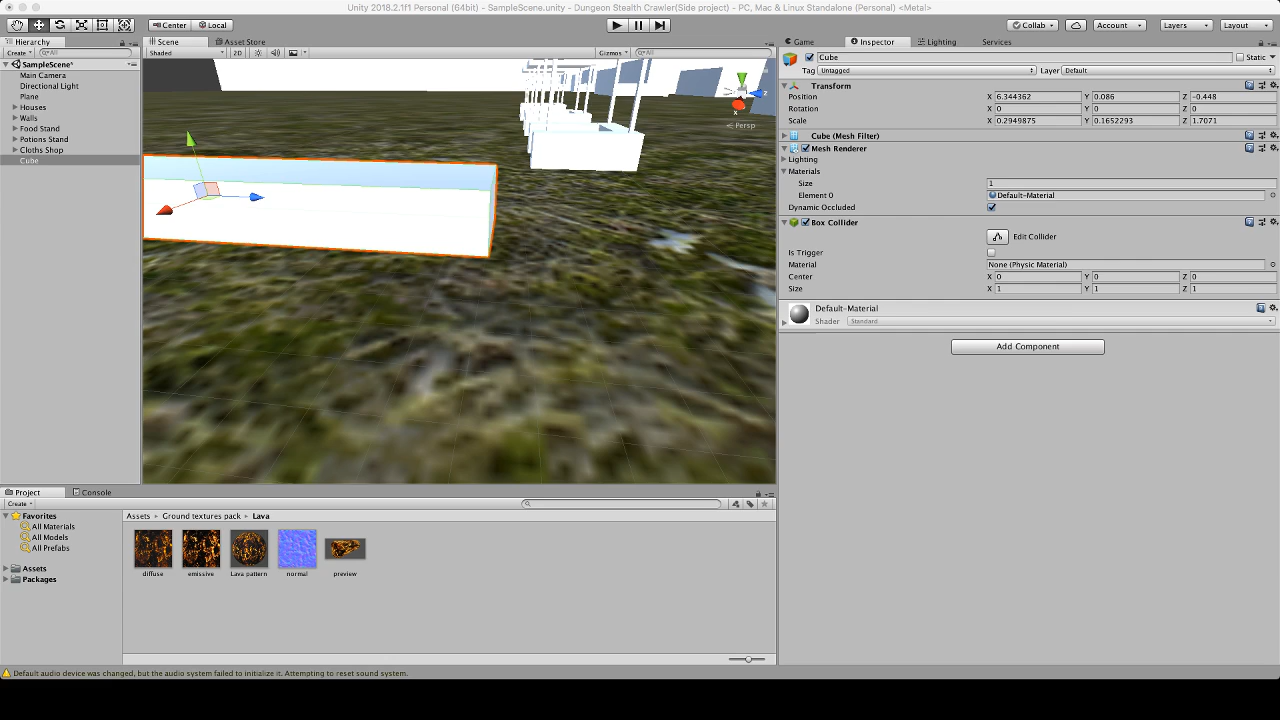 Unity 2018.2.1f1 Personal (64bit) - SampleScene.unity - Dungeon Stealth Crawler(Side project) - PC, Mac & Linux Standalone (Personal) <Metal>
Center Local Collab Account Layers Layout
Hierarchy Scene Asset Store Game Inspector Lighting Services
Create All Shaded 2D Gizmos All
SampleScene*
Main Camera
Directional Light
Plane
Houses
Walls
Food Stand
Potions Stand
Cloths Shop
Cube
y
z
x
Persp
Cube Static
Tag Untagged Layer Default
Transform
Position X 6.344362 Y 0.086 Z -0.448
Rotation X 0 Y 0 Z 0
Scale X 0.2949875 Y 0.1652293 Z 1.7071
Cube (Mesh Filter)
Mesh Renderer
Lighting
Materials
Size 1
Element 0 Default-Material
Dynamic Occluded
Box Collider
Edit Collider
Is Trigger
Material None (Physic Material)
Center X 0 Y 0 Z 0
Size X 1 Y 1 Z 1
Default-Material
Shader Standard
Add Component
Project Console
Create
Favorites
All Materials
All Models
All Prefabs
Assets
Packages
Assets Ground textures pack Lava
diffuse emissive Lava pattern normal preview
Default audio device was changed, but the audio system failed to initialize it. Attempting to reset sound system.